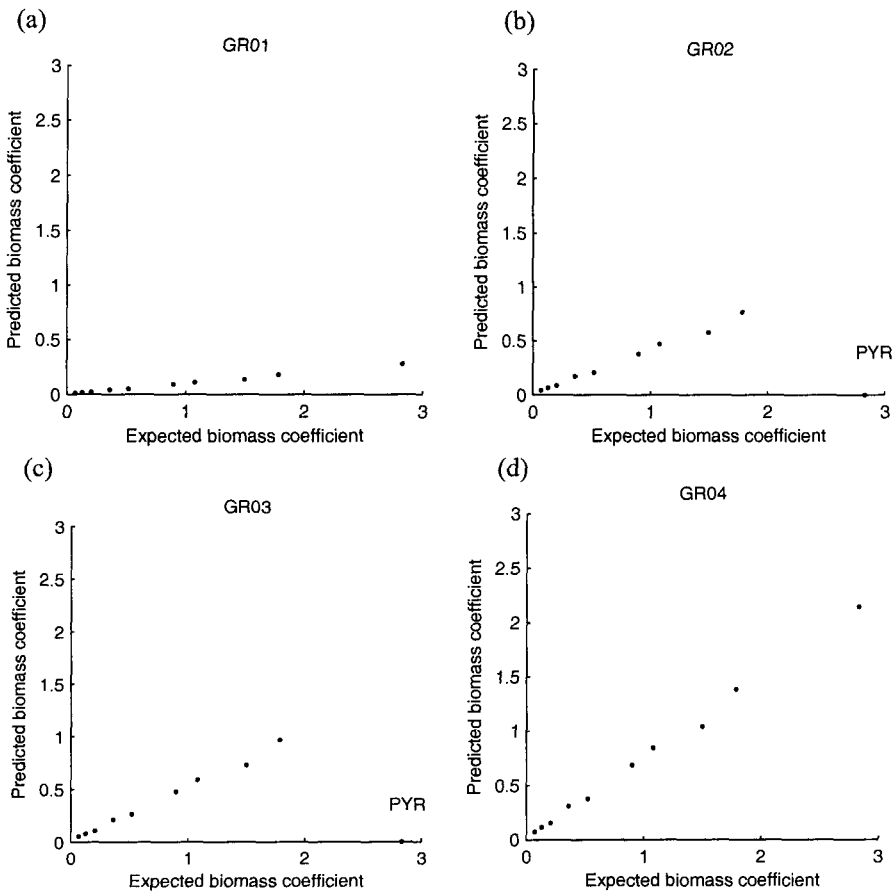 (a)
GR01
3
2.5
2
1.5
1
0.5
0
0 1 2 3
Predicted biomass coefficient
Expected biomass coefficient
(b)
GR02
3
2.5
2
1.5
1
0.5
0
0 1 2 3
Predicted biomass coefficient
PYR
Expected biomass coefficient
(c)
GR03
3
2.5
2
1.5
1
0.5
0
0 1 2 3
Predicted biomass coefficient
PYR
Expected biomass coefficient
(d)
GR04
3
2.5
2
1.5
1
0.5
0
0 1 2 3
Predicted biomass coefficient
Expected biomass coefficient